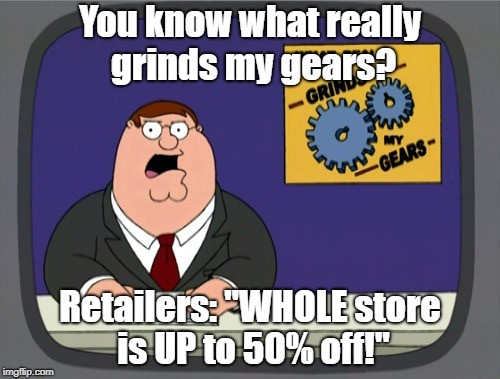 You know what really
grinds my gears?
GRINDS
MY
GEARS
Retailers: "WHOLE store
is UP to 50% off!"
imgflip.com